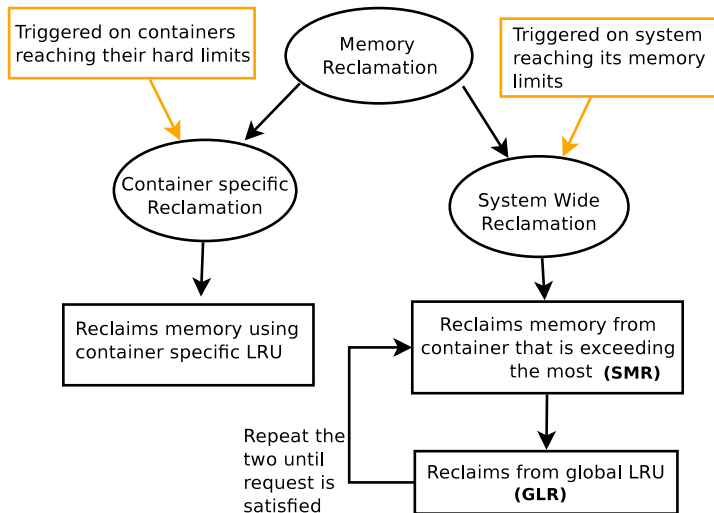 Triggered on containers
reaching their hard limits
Memory
Reclamation
Triggered on system
reaching its memory
limits
Container specific
Reclamation
System Wide
Reclamation
Reclaims memory using
container specific LRU
Reclaims memory from
container that is exceeding
the most (SMR)
Repeat the
two until
request is
satisfied
Reclaims from global LRU
(GLR)